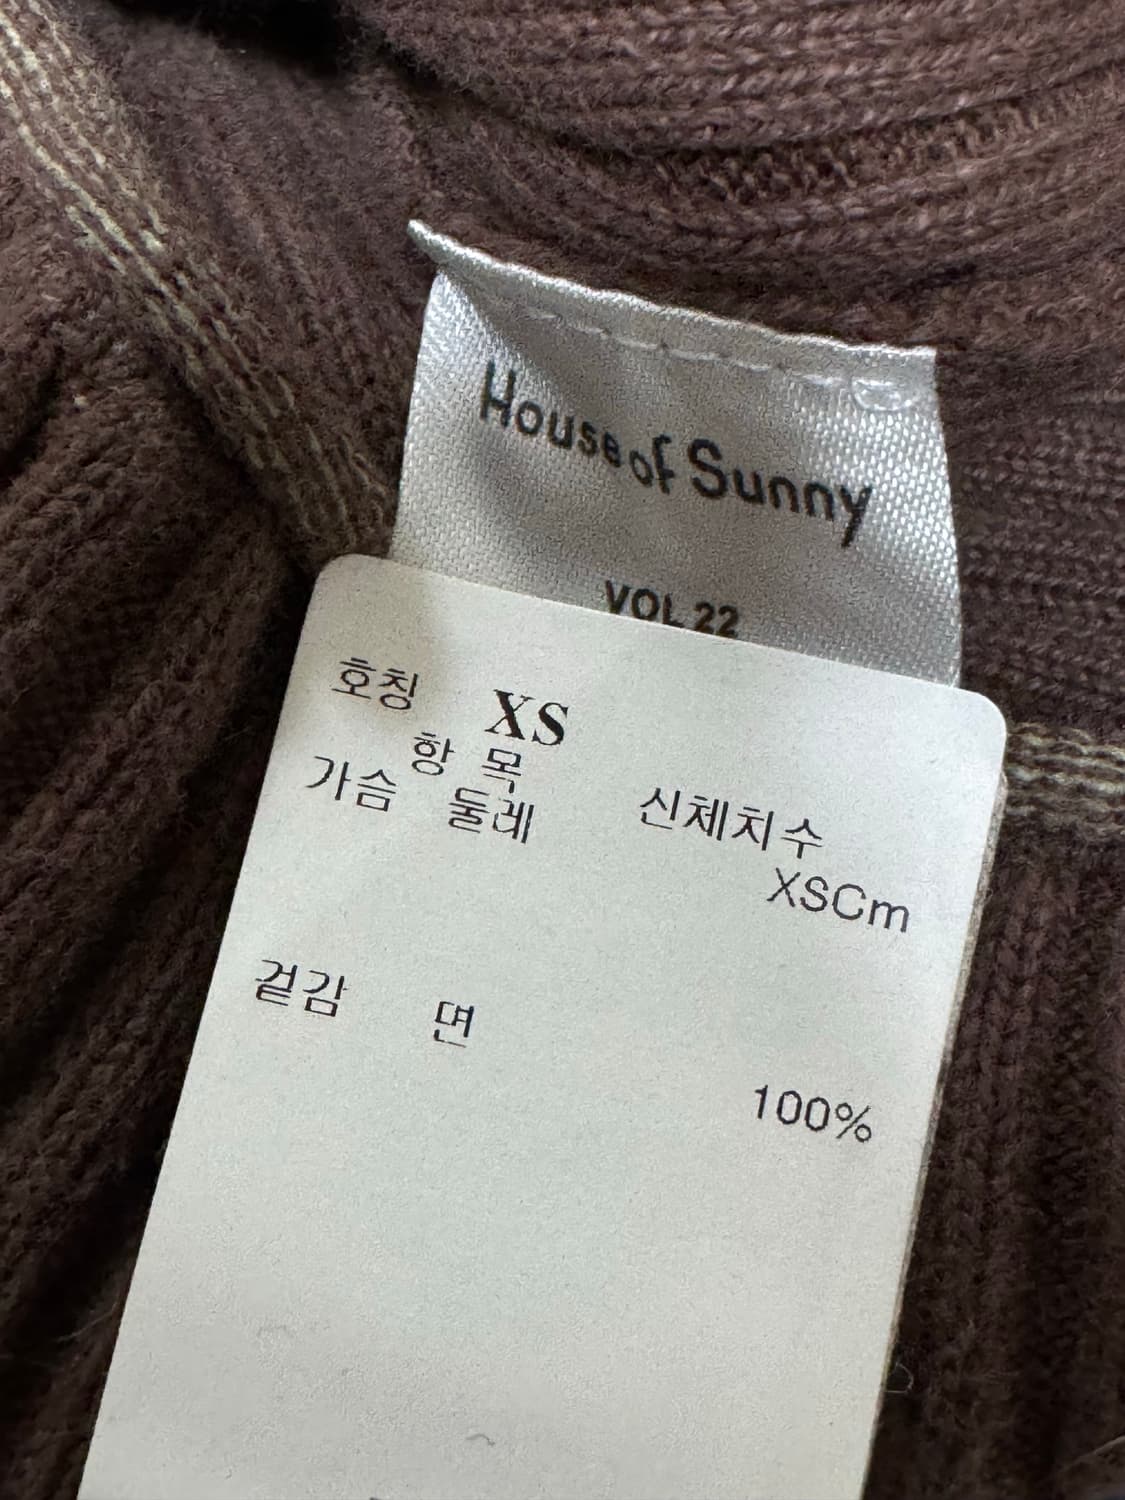 House of Sunny
VOL 22
호칭 XS
항 목 신체치수
가슴 둘레 XSCm
겉감 면
100%